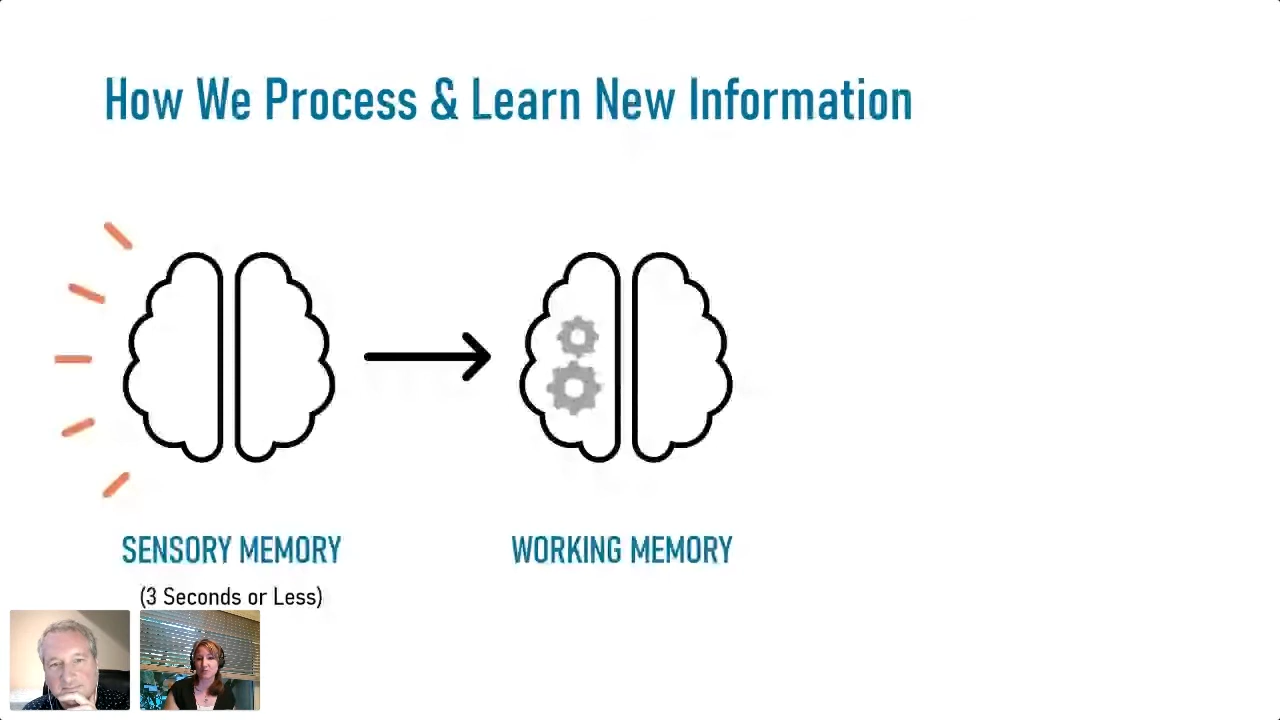 How We Process & Learn New Information
SENSORY MEMORY
WORKING MEMORY
(3 Seconds or Less)